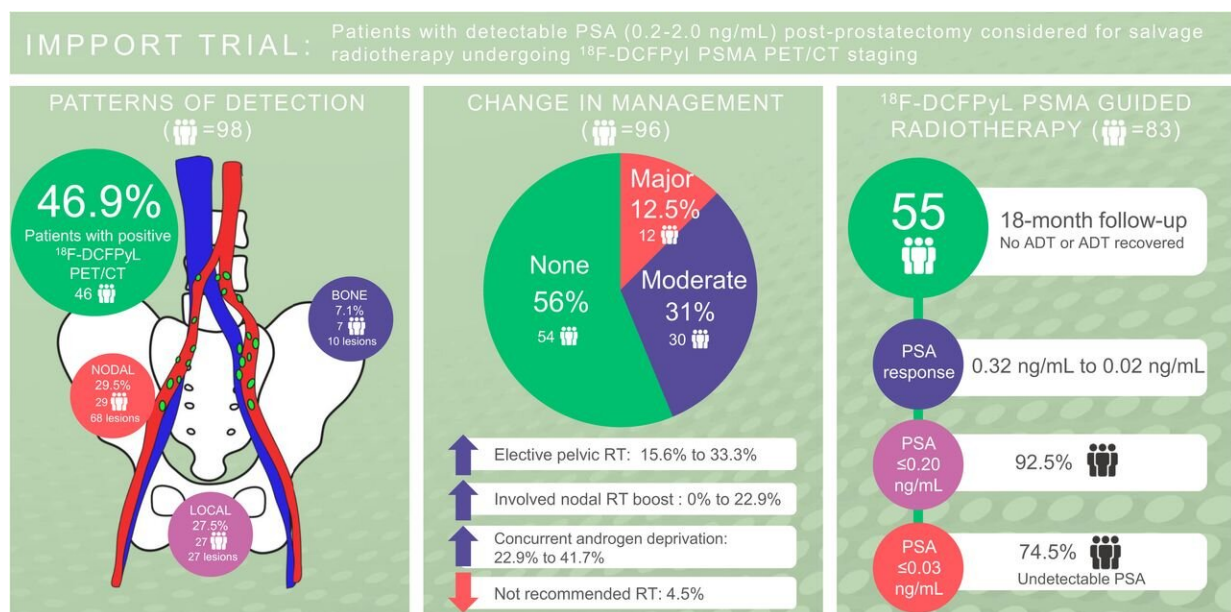 IMPPORT TRIAL:
Patients with detectable PSA (0.2-2.0 ng/mL) post-prostatectomy considered for salvage
radiotherapy undergoing ¹⁸F-DCFPyl PSMA PET/CT staging
PATTERNS OF DETECTION
( =98)
46.9%
Patients with positive
¹⁸F-DCFPyL
PET/CT
46
BONE
7.1%
7
10 lesions
NODAL
29.5%
29
68 lesions
LOCAL
27.5%
27
27 lesions
CHANGE IN MANAGEMENT
( =96)
Major
12.5%
12
None
56%
54
Moderate
31%
30
Elective pelvic RT: 15.6% to 33.3%
Involved nodal RT boost : 0% to 22.9%
Concurrent androgen deprivation:
22.9% to 41.7%
Not recommended RT: 4.5%
¹⁸F-DCFPyL PSMA GUIDED
RADIOTHERAPY ( =83)
55
18-month follow-up
No ADT or ADT recovered
PSA
response
0.32 ng/mL to 0.02 ng/mL
PSA
≤0.20
ng/mL
92.5%
PSA
≤0.03
ng/mL
74.5%
Undetectable PSA